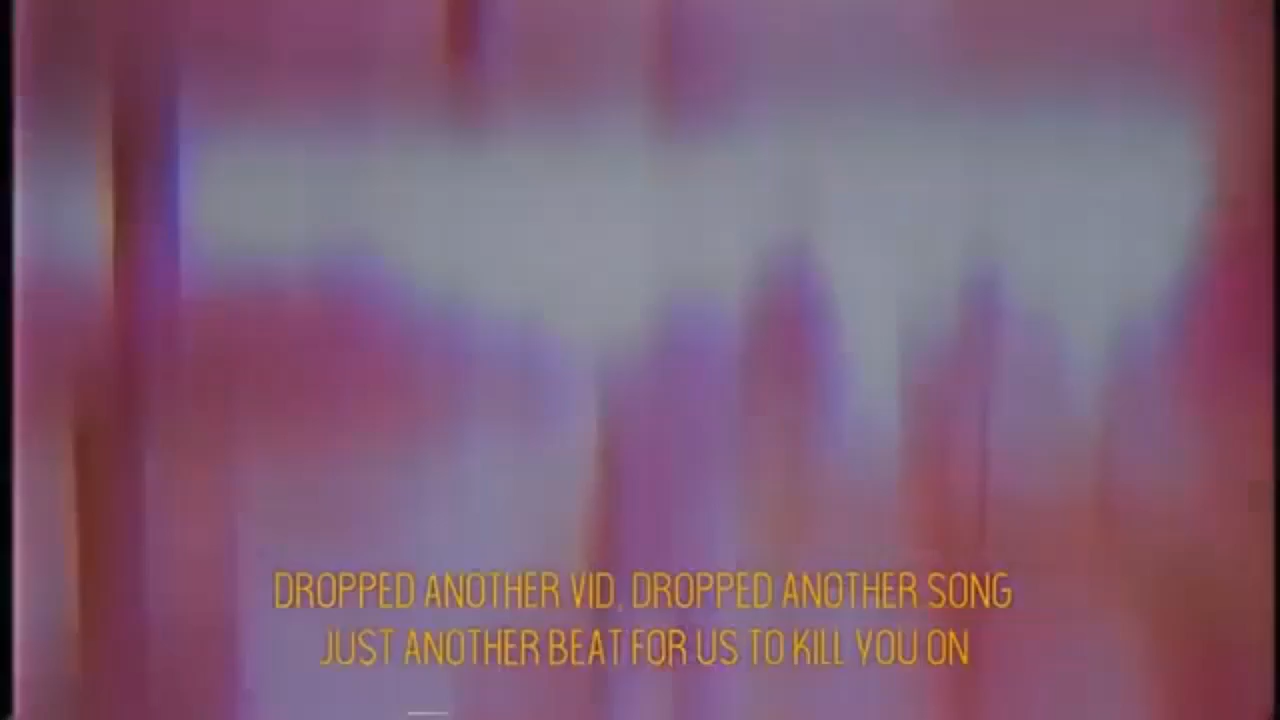 DROPPED ANOTHER VID, DROPPED ANOTHER SONG
JUST ANOTHER BEAT FOR US TO KILL YOU ON